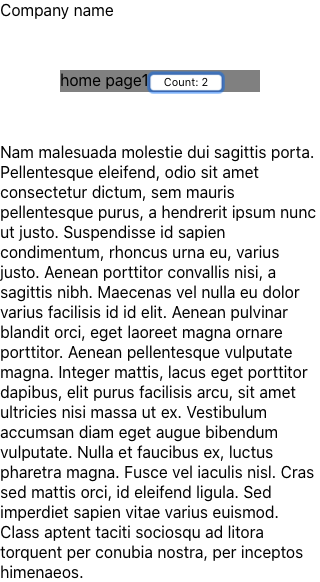 Company name
home page1 Count: 2
Nam malesuada molestie dui sagittis porta.
Pellentesque eleifend, odio sit amet
consectetur dictum, sem mauris
pellentesque purus, a hendrerit ipsum nunc
ut justo. Suspendisse id sapien
condimentum, rhoncus urna eu, varius
justo. Aenean porttitor convallis nisi, a
sagittis nibh. Maecenas vel nulla eu dolor
varius facilisis id id elit. Aenean pulvinar
blandit orci, eget laoreet magna ornare
porttitor. Aenean pellentesque vulputate
magna. Integer mattis, lacus eget porttitor
dapibus, elit purus facilisis arcu, sit amet
ultricies nisi massa ut ex. Vestibulum
accumsan diam eget augue bibendum
vulputate. Nulla et faucibus ex, luctus
pharetra magna. Fusce vel iaculis nisl. Cras
sed mattis orci, id eleifend ligula. Sed
imperdiet sapien vitae varius euismod.
Class aptent taciti sociosqu ad litora
torquent per conubia nostra, per inceptos
himenaeos.